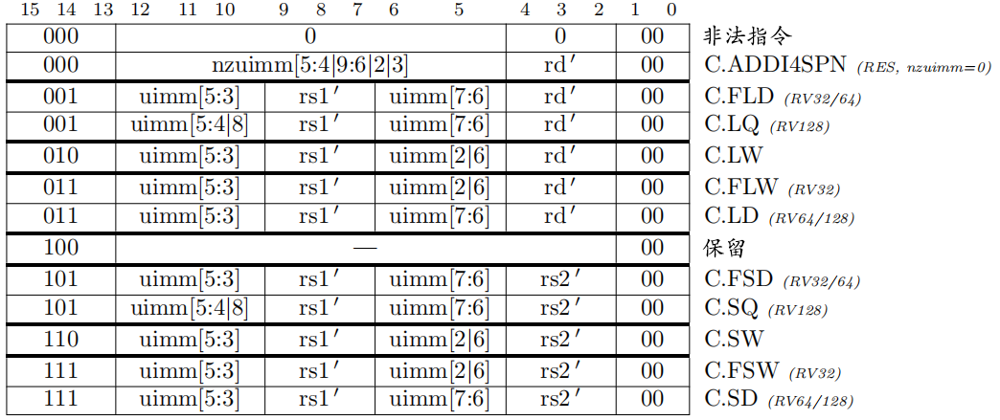 15 14 13 12 11 10 9 8 7 6 5 4 3 2 1 0
000 0 0 00 非法指令
000 nzuimm[5:4|9:6|2|3] rd′ 00 C.ADDI4SPN (RES, nzuimm=0)
001 uimm[5:3] rs1′ uimm[7:6] rd′ 00 C.FLD (RV32/64)
001 uimm[5:4|8] rs1′ uimm[7:6] rd′ 00 C.LQ (RV128)
010 uimm[5:3] rs1′ uimm[2|6] rd′ 00 C.LW
011 uimm[5:3] rs1′ uimm[2|6] rd′ 00 C.FLW (RV32)
011 uimm[5:3] rs1′ uimm[7:6] rd′ 00 C.LD (RV64/128)
100 — 00 保留
101 uimm[5:3] rs1′ uimm[7:6] rs2′ 00 C.FSD (RV32/64)
101 uimm[5:4|8] rs1′ uimm[7:6] rs2′ 00 C.SQ (RV128)
110 uimm[5:3] rs1′ uimm[2|6] rs2′ 00 C.SW
111 uimm[5:3] rs1′ uimm[2|6] rs2′ 00 C.FSW (RV32)
111 uimm[5:3] rs1′ uimm[7:6] rs2′ 00 C.SD (RV64/128)